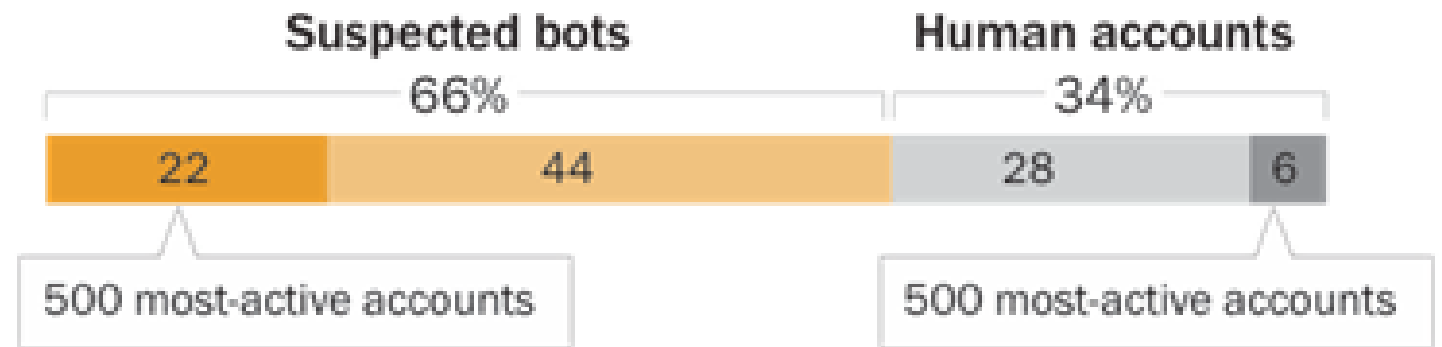 Suspected bots Human accounts
66% 34%
22 44 28 6
500 most-active accounts 500 most-active accounts